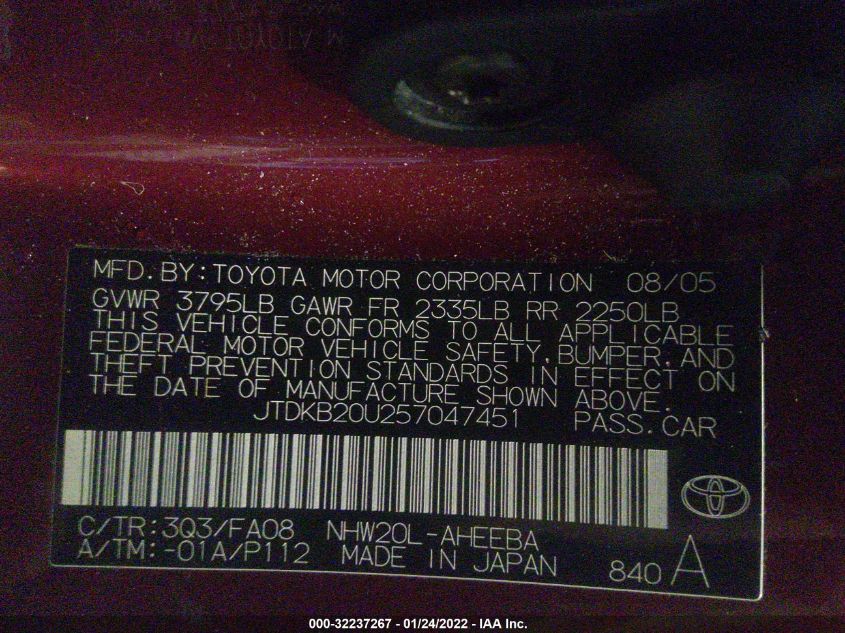 MFD.BY:TOYOTA MOTOR CORPORATION 08/05
GVWR 3795LB GAWR FR 2335LB RR 2250LB
THIS VEHICLE CONFORMS TO ALL APPLICABLE
FEDERAL MOTOR VEHICLE SAFETY,BUMPER,AND
THEFT PREVENTION STANDARDS IN EFFECT ON
THE DATE OF MANUFACTURE SHOWN ABOVE.
JTDKB20U257047451 PASS.CAR
C/TR:3Q3/FA08 NHW20L-AHEEBA
A/TM:-01A/P112 MADE IN JAPAN 840 A
000-32237267 - 01/24/2022 - IAA Inc.